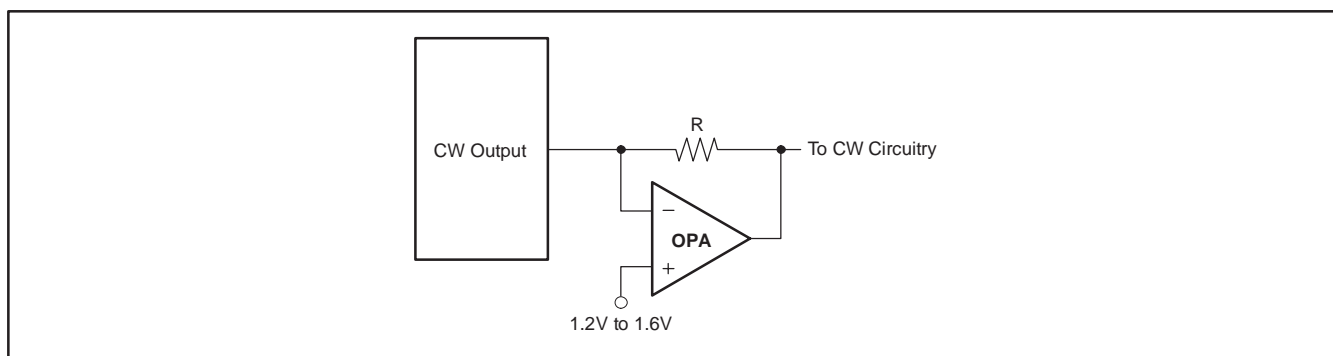 R
CW Output
To CW Circuitry
−
OPA
+
1.2V to 1.6V